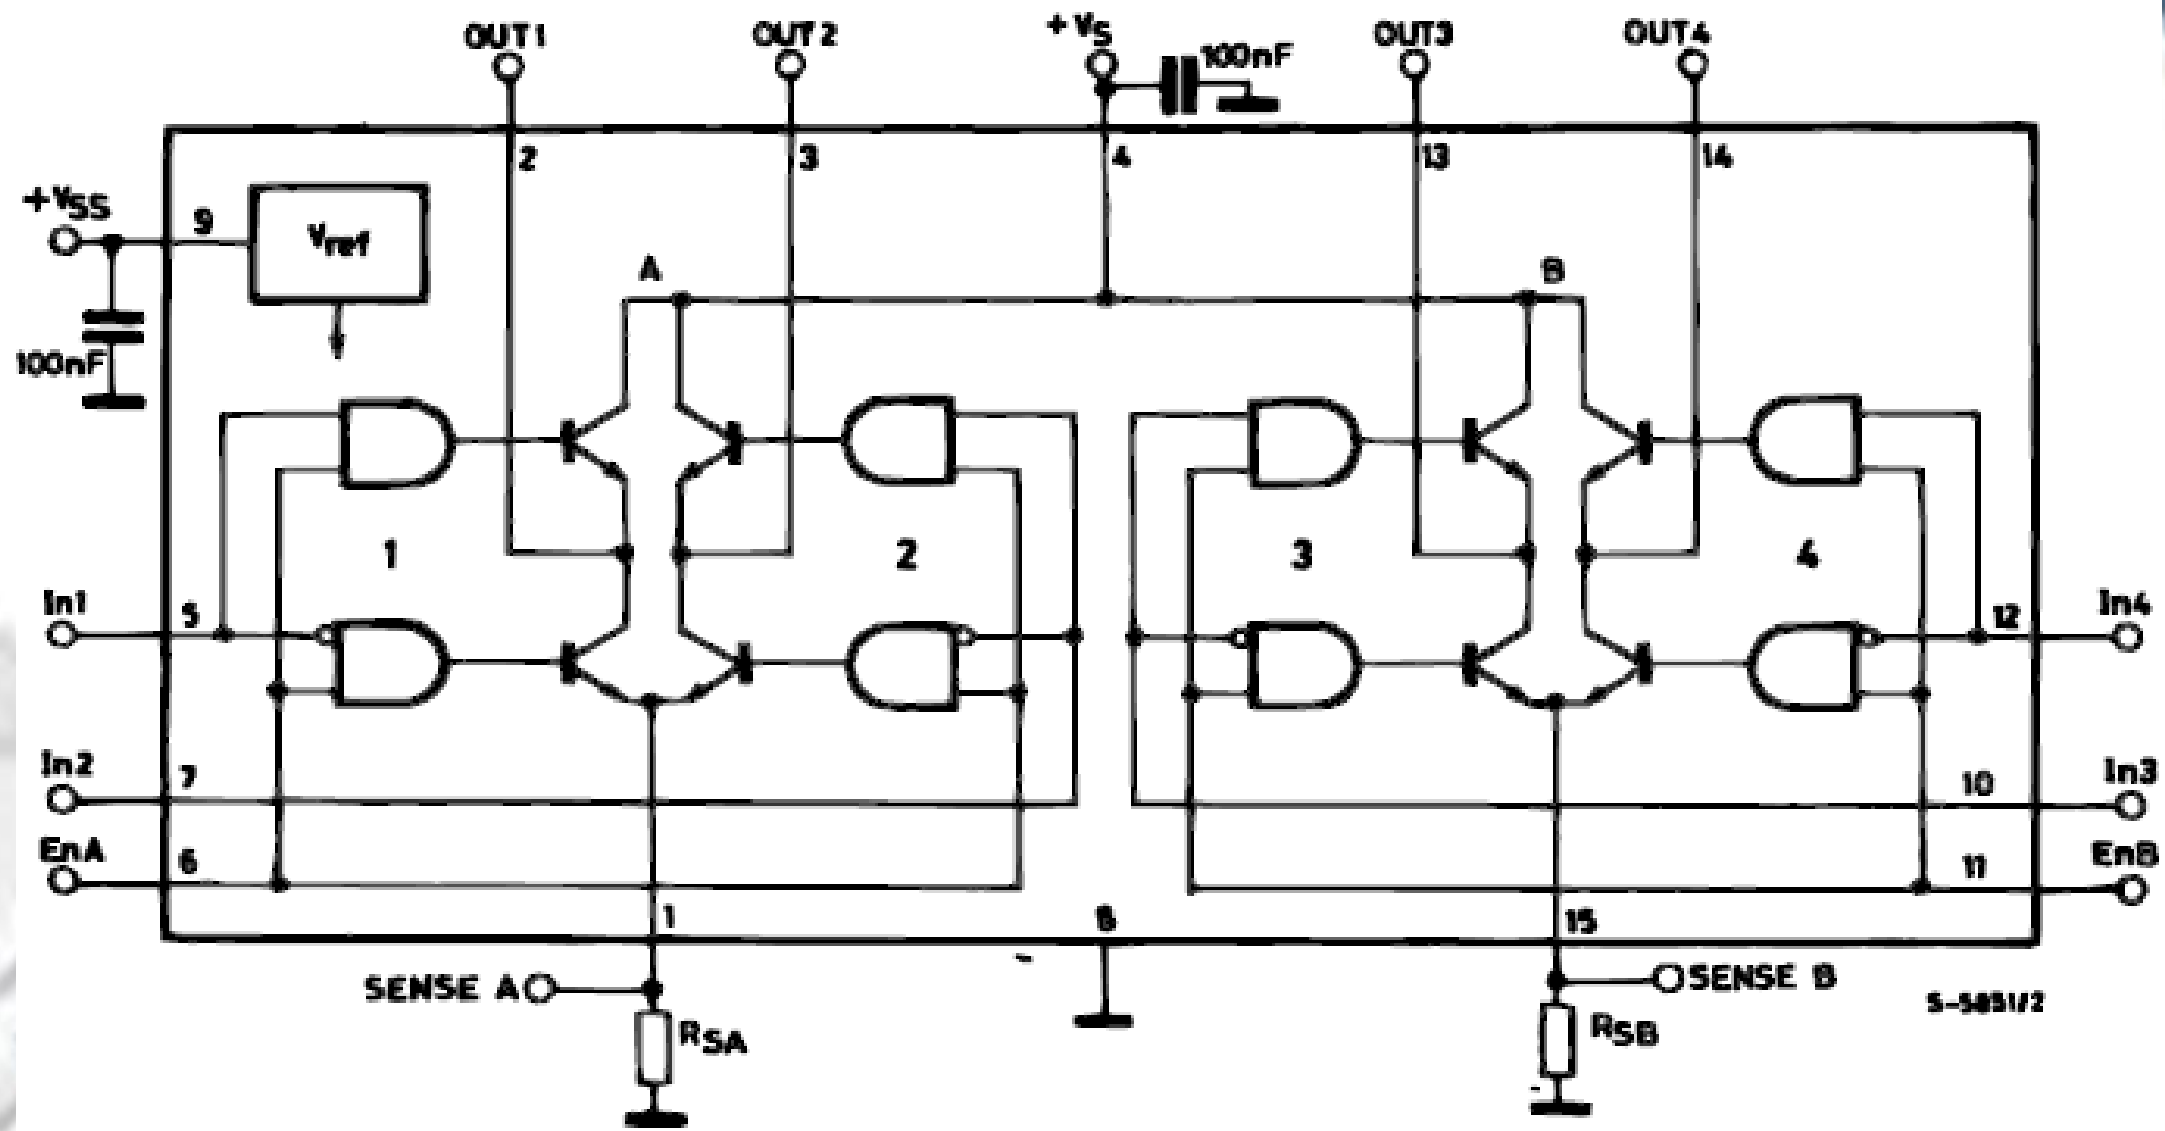 OUT1
OUT2
+VS
100nF
OUT3
OUT4
2
3
4
13
14
+VSS
9
Vref
A
B
100nF
1
2
3
4
In1
5
12
In4
In2
7
10
In3
EnA
6
11
EnB
1
8
15
SENSE A
SENSE B
S-5851/2
RSA
RSB